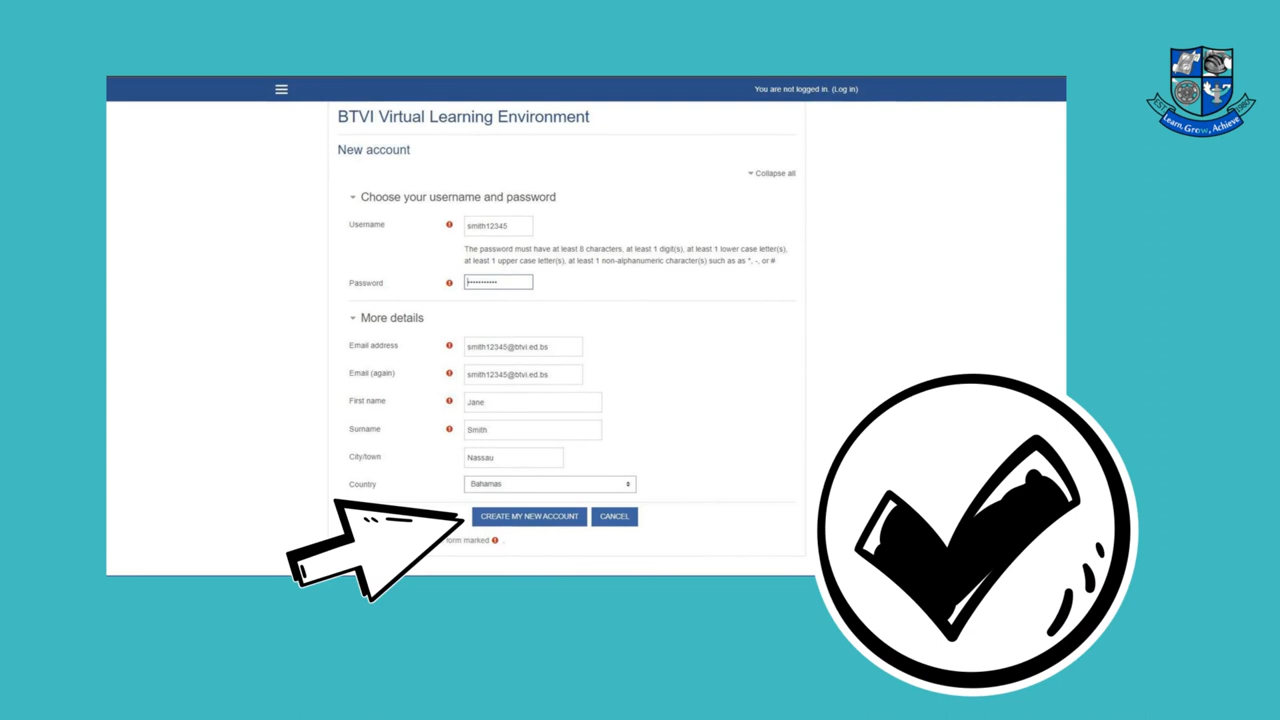 You are not logged in. (Log in)
BTVI Virtual Learning Environment
New account
Collapse all
Choose your username and password
Username
smith12345
The password must have at least 8 characters, at least 1 digit(s), at least 1 lower case letter(s),
at least 1 upper case letter(s), at least 1 non-alphanumeric character(s) such as as *, -, or #
Password
More details
Email address
smith12345@btvi.ed.bs
Email (again)
smith12345@btvi.ed.bs
First name
Jane
Surname
Smith
City/town
Nassau
Country
Bahamas
CREATE MY NEW ACCOUNT
CANCEL
form marked
EST 1980
Learn, Grow, Achieve